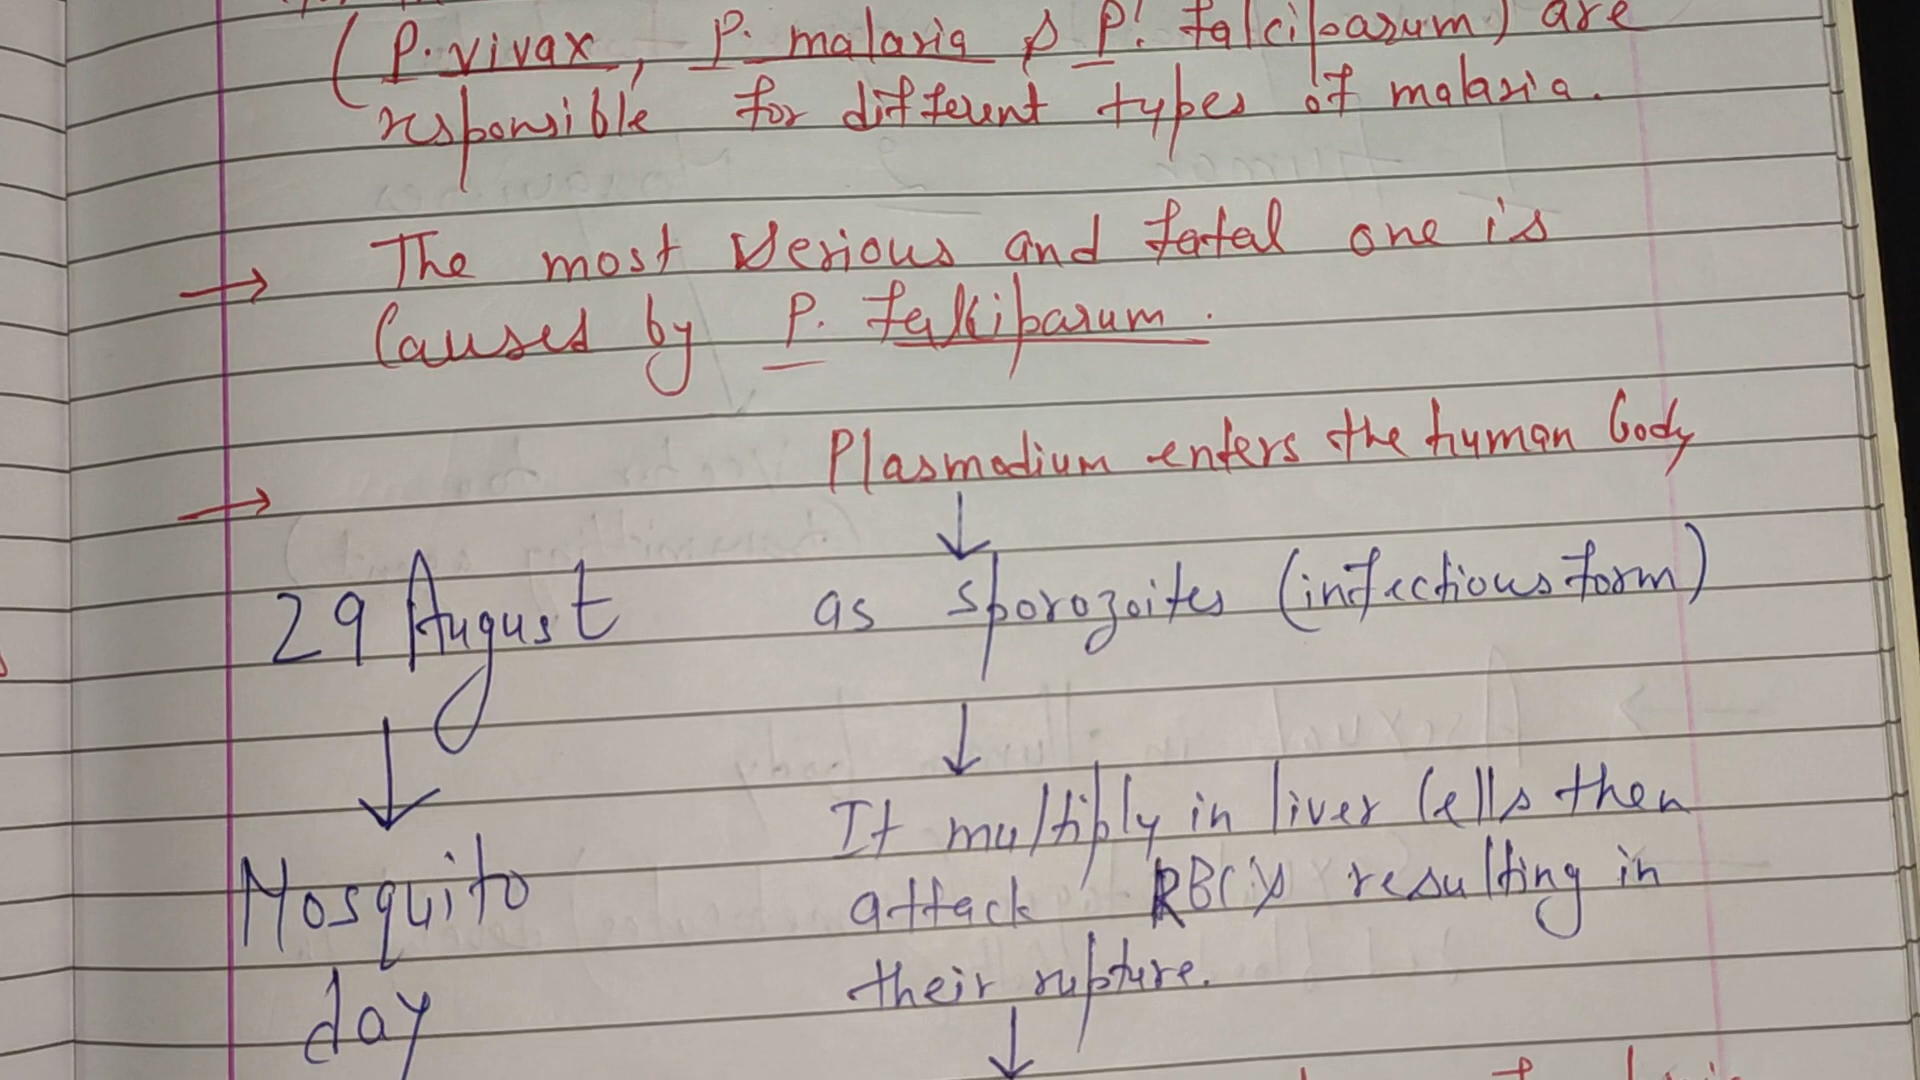 (P. vivax, P. malaria & P. falciparum) are
responsible for different types of malaria.
→ The most serious and fatal one is
caused by P. falciparum.
→ Plasmodium enters the human body
↓
as sporozoites (infectious form)
↓
It multiply in liver cells then
attack RBCs resulting in
their rupture.
↓
29 August
↓
Mosquito
day